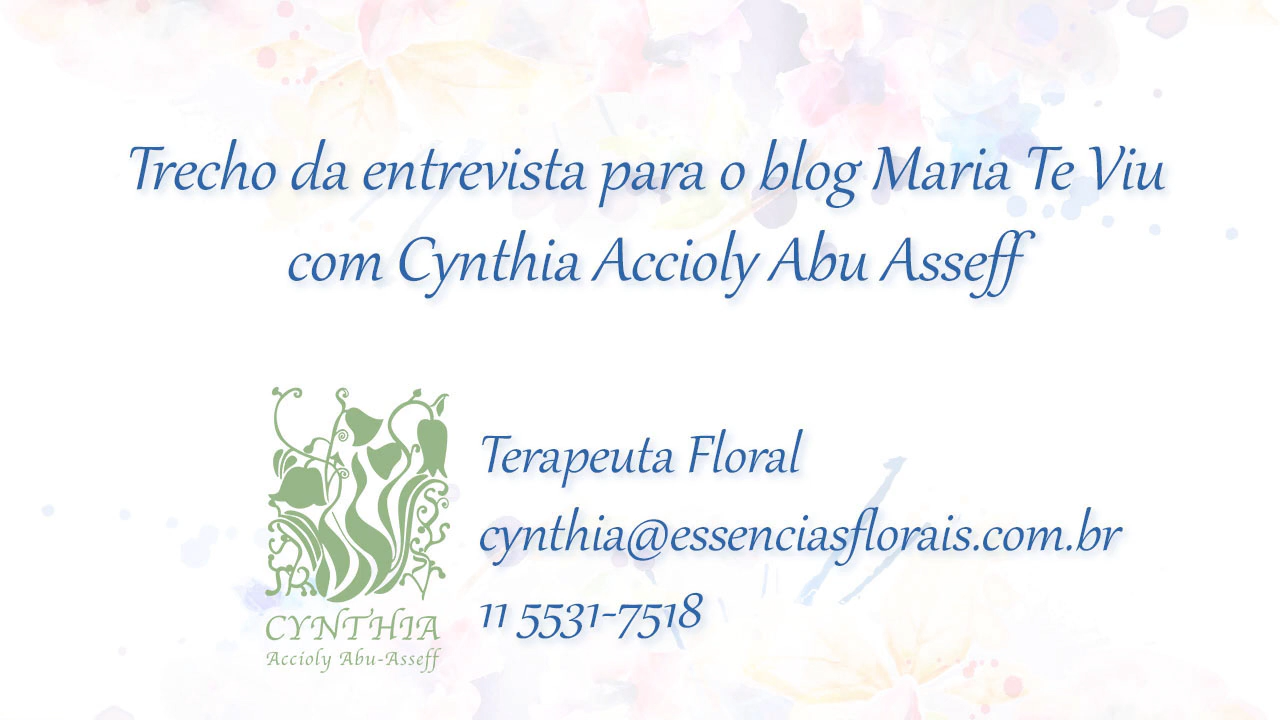 Trecho da entrevista para o blog Maria Te Viu
com Cynthia Accioly Abu Asseff
Terapeuta Floral
cynthia@essenciasflorais.com.br
11 5531-7518
CYNTHIA
Accioly Abu-Asseff